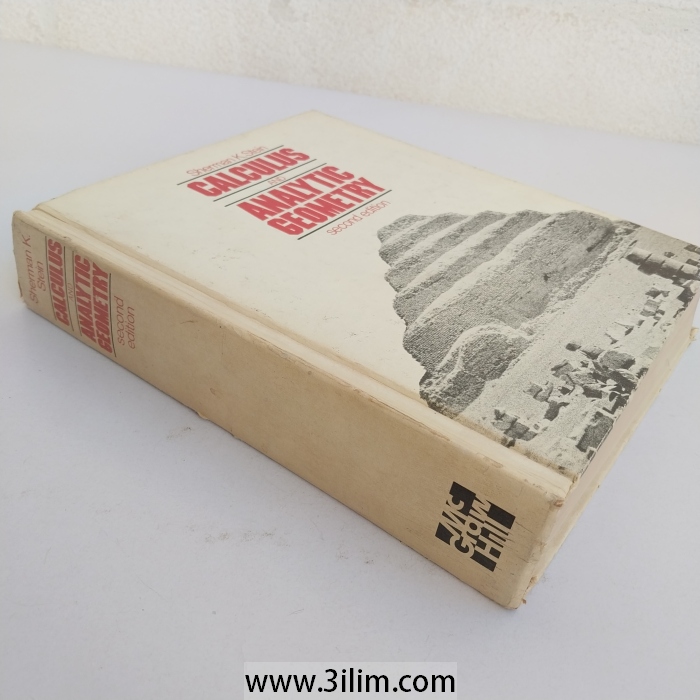 Sherman K. Stein
CALCULUS
AND
ANALYTIC
GEOMETRY
second edition
Sherman K.
Stein
CALCULUS
AND
ANALYTIC
GEOMETRY
second
edition
Mc
Graw
Hill
www.3ilim.com